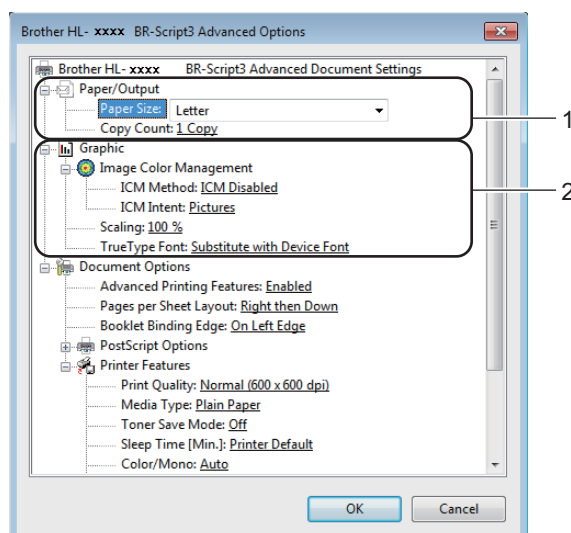 Brother HL- xxxx BR-Script3 Advanced Options
Brother HL- xxxx BR-Script3 Advanced Document Settings
Paper/Output
Paper Size: Letter
1
Copy Count: 1 Copy
Graphic
Image Color Management
ICM Method: ICM Disabled
2
ICM Intent: Pictures
Scaling: 100 %
TrueType Font: Substitute with Device Font
Document Options
Advanced Printing Features: Enabled
Pages per Sheet Layout: Right then Down
Booklet Binding Edge: On Left Edge
PostScript Options
Printer Features
Print Quality: Normal (600 x 600 dpi)
Media Type: Plain Paper
Toner Save Mode: Off
Sleep Time [Min.]: Printer Default
Color/Mono: Auto
OK Cancel